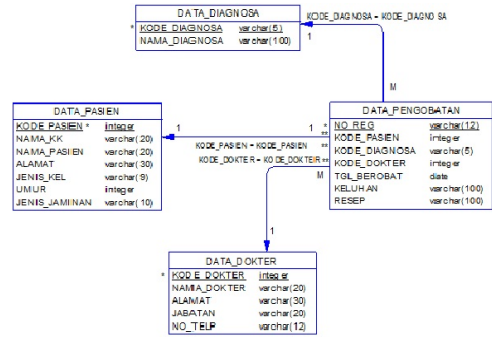 DATA_DIAGNOSA
* KODE_DIAGNOSA varchar(5)
NAMA_DIAGNOSA varchar(100)
KODE_DIAGNOSA = KODE_DIAGNOSA
1
M
DATA_PASIEN
KODE_PASIEN * integer
NAMA_KK varchar(20)
NAMA_PASIEN varchar(20)
ALAMAT varchar(30)
JENIS_KEL varchar(9)
UMUR integer
JENIS_JAMINAN varchar(10)
1
1
KODE_PASIEN = KODE_PASIEN
KODE_DOKTER = KODE_DOKTER
M
1
DATA_PENGOBATAN
* NO_REG varchar(12)
** KODE_PASIEN integer
KODE_DIAGNOSA varchar(5)
** KODE_DOKTER integer
TGL_BEROBAT date
KELUHAN varchar(100)
RESEP varchar(100)
DATA_DOKTER
* KODE_DOKTER integer
NAMA_DOKTER varchar(20)
ALAMAT varchar(30)
JABATAN varchar(20)
NO_TELP varchar(12)